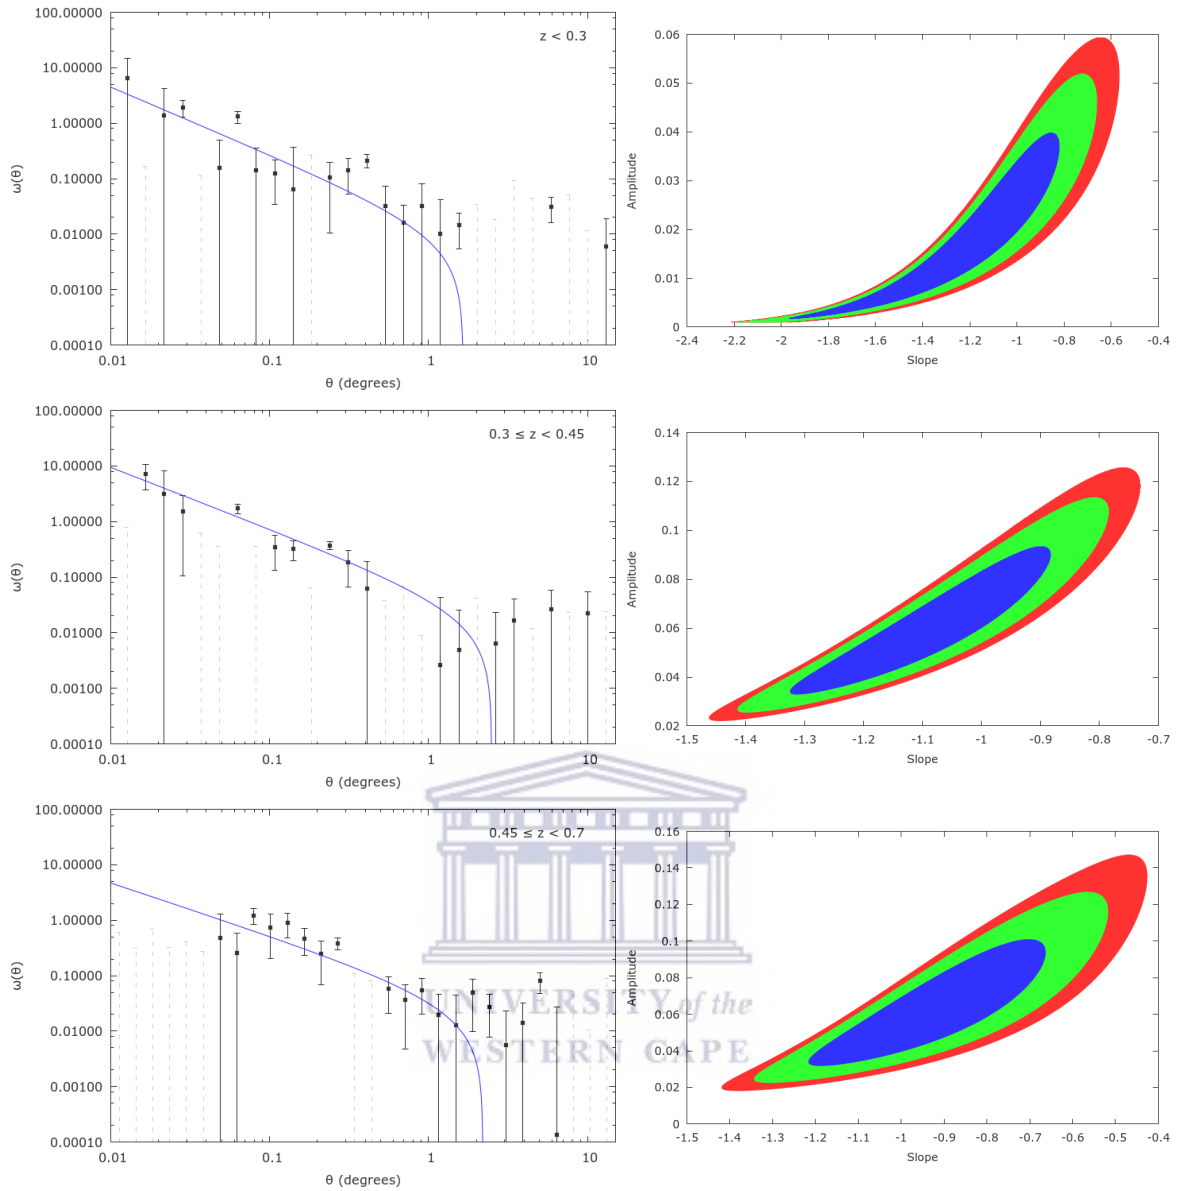 100.00000
10.00000
1.00000
0.10000
0.01000
0.00100
0.00010
ω(θ)
z < 0.3
0.01 0.1 1 10
θ (degrees)
0.06
0.05
0.04
0.03
0.02
0.01
0
Amplitude
-2.4 -2.2 -2 -1.8 -1.6 -1.4 -1.2 -1 -0.8 -0.6 -0.4
Slope
100.00000
10.00000
1.00000
0.10000
0.01000
0.00100
0.00010
ω(θ)
0.3 ≤ z < 0.45
0.01 0.1 1 10
θ (degrees)
0.14
0.12
0.1
0.08
0.06
0.04
0.02
Amplitude
-1.5 -1.4 -1.3 -1.2 -1.1 -1 -0.9 -0.8 -0.7
Slope
100.00000
10.00000
1.00000
0.10000
0.01000
0.00100
0.00010
ω(θ)
0.45 ≤ z < 0.7
0.01 0.1 1 10
θ (degrees)
0.16
0.14
0.12
0.1
0.08
0.06
0.04
0.02
0
Amplitude
-1.5 -1.4 -1.3 -1.2 -1.1 -1 -0.9 -0.8 -0.7 -0.6 -0.5 -0.4
Slope
UNIVERSITY of the
WESTERN CAPE